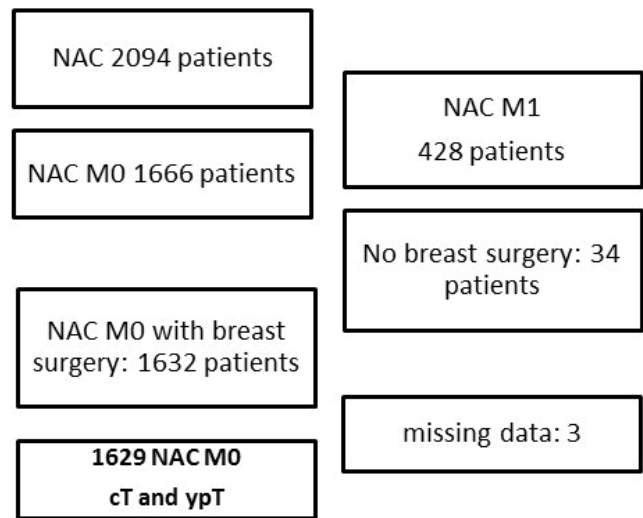 NAC 2094 patients
NAC M1
428 patients
NAC M0 1666 patients
No breast surgery: 34
patients
NAC M0 with breast
surgery: 1632 patients
missing data: 3
1629 NAC M0
cT and ypT